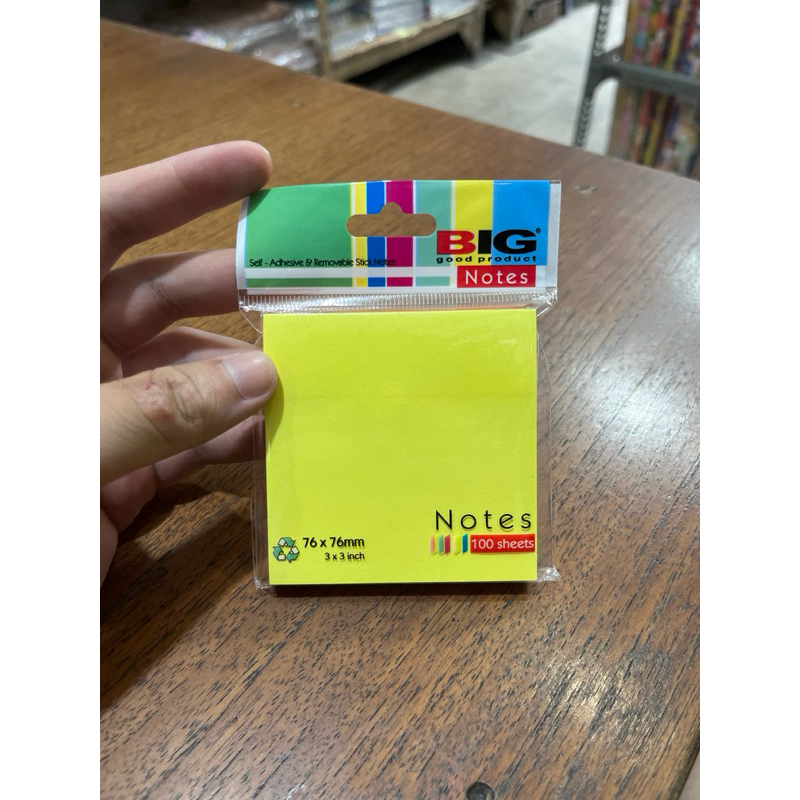 BIG®
good product
Self - Adhesive & Removable Stick Notes
Notes
Notes
76 x 76mm
100 sheets
3 x 3 inch